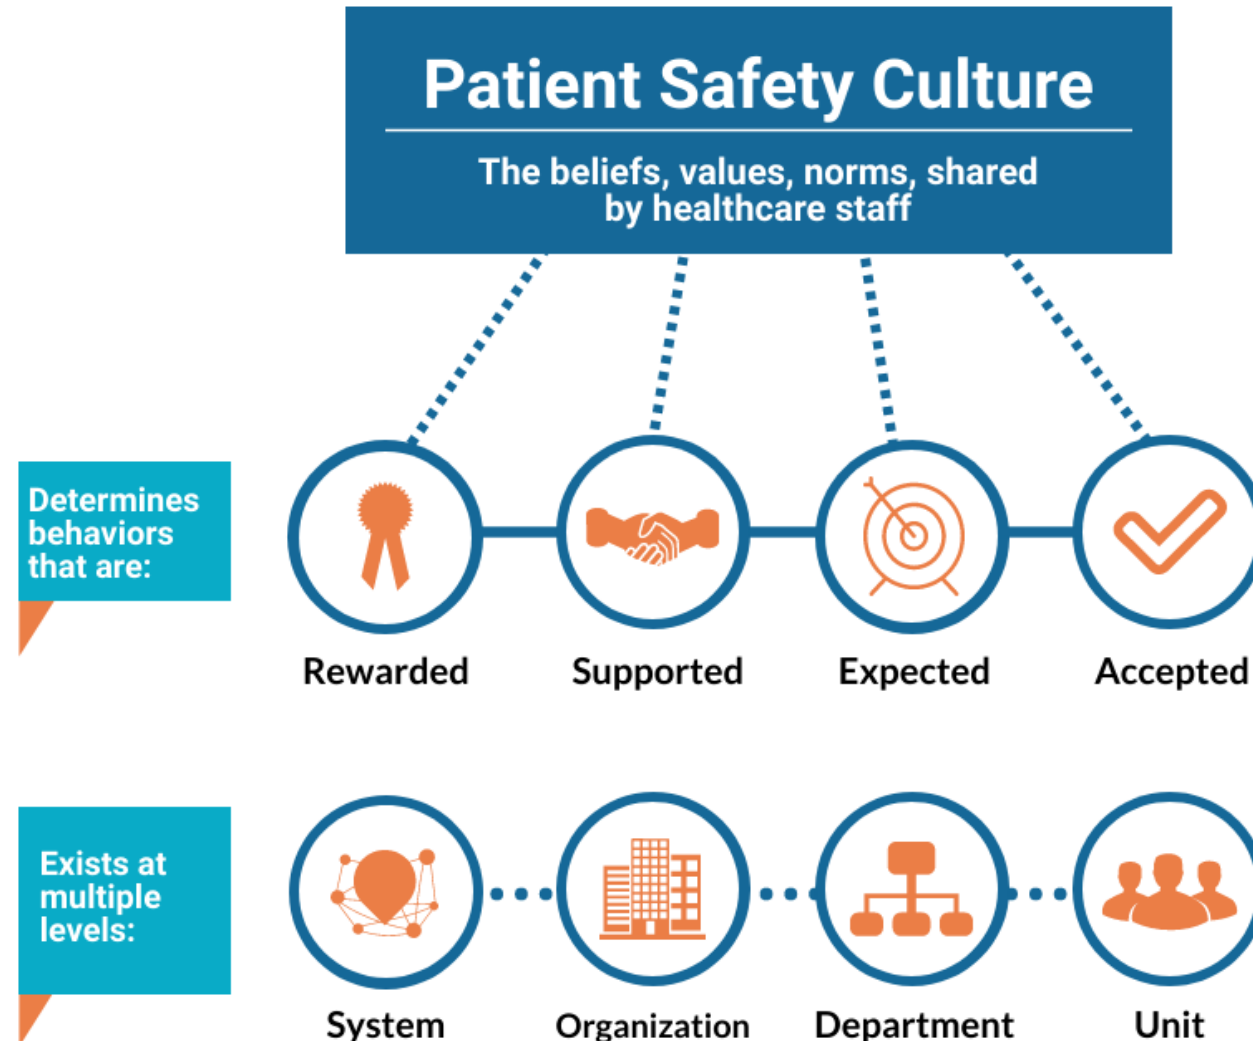 Patient Safety Culture
The beliefs, values, norms, shared
by healthcare staff
Determines
behaviors
that are:
Rewarded
Supported
Expected
Accepted
Exists at
multiple
levels:
System
Organization
Department
Unit